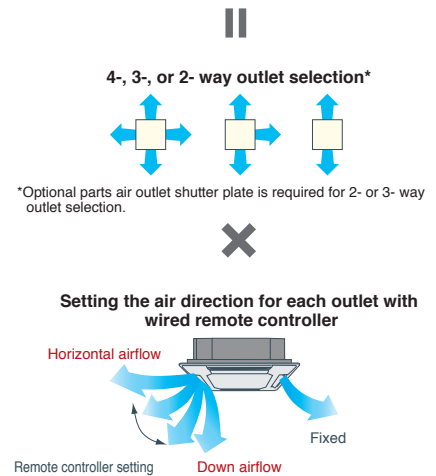 4-, 3-, or 2- way outlet selection*
*Optional parts air outlet shutter plate is required for 2- or 3- way
outlet selection.
Setting the air direction for each outlet with
wired remote controller
Horizontal airflow
Fixed
Remote controller setting
Down airflow